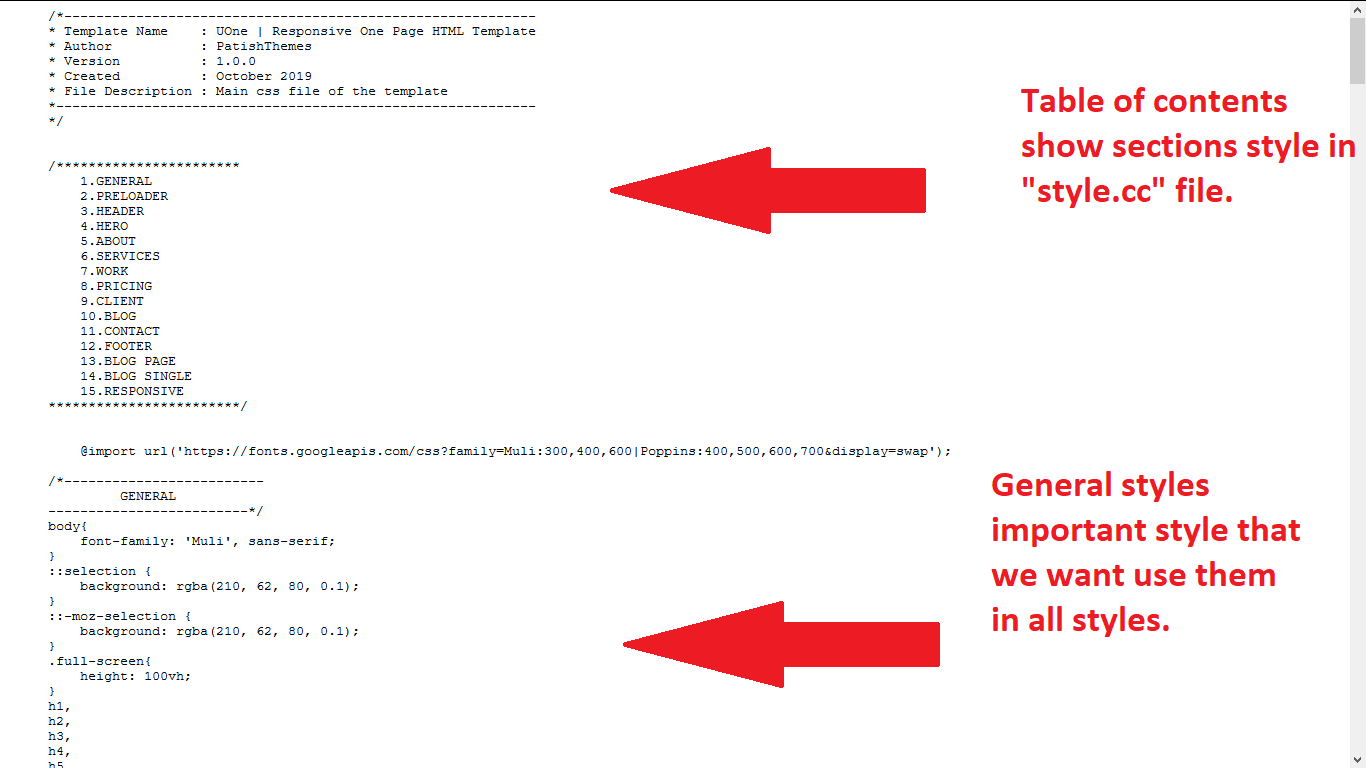 /*-----------------------------------------------------------
* Template Name    : UOne | Responsive One Page HTML Template
* Author           : PatishThemes
* Version          : 1.0.0
* Created          : October 2019
* File Description : Main css file of the template
*------------------------------------------------------------
*/
Table of contents
show sections style in
"style.cc" file.
/***********************
    1.GENERAL
    2.PRELOADER
    3.HEADER
    4.HERO
    5.ABOUT
    6.SERVICES
    7.WORK
    8.PRICING
    9.CLIENT
    10.BLOG
    11.CONTACT
    12.FOOTER
    13.BLOG PAGE
    14.BLOG SINGLE
    15.RESPONSIVE
************************/
    @import url('https://fonts.googleapis.com/css?family=Muli:300,400,600|Poppins:400,500,600,700&display=swap');
/*-------------------------
         GENERAL
-------------------------*/
General styles
important style that
we want use them
in all styles.
body{
    font-family: 'Muli', sans-serif;
}
::selection {
    background: rgba(210, 62, 80, 0.1);
}
::-moz-selection {
    background: rgba(210, 62, 80, 0.1);
}
.full-screen{
    height: 100vh;
}
h1,
h2,
h3,
h4,
h5